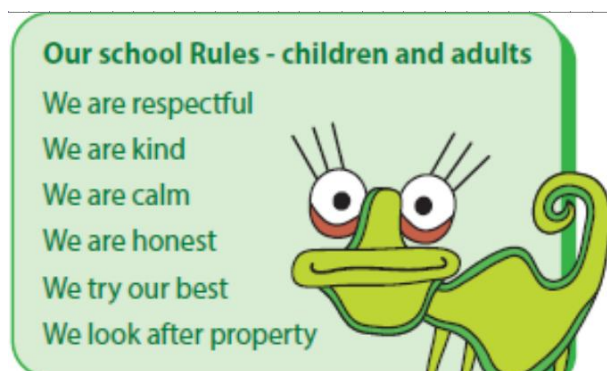 Our school Rules - children and adults
We are respectful
We are kind
We are calm
We are honest
We try our best
We look after property